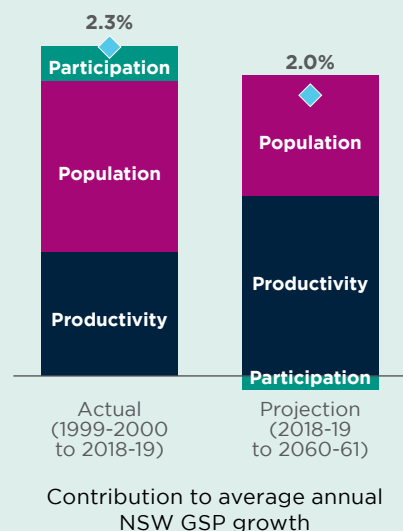 2.3%
Participation
Population
Productivity
2.0%
Population
Productivity
Participation
Actual
(1999-2000
to 2018-19)
Projection
(2018-19
to 2060-61)
Contribution to average annual
NSW GSP growth